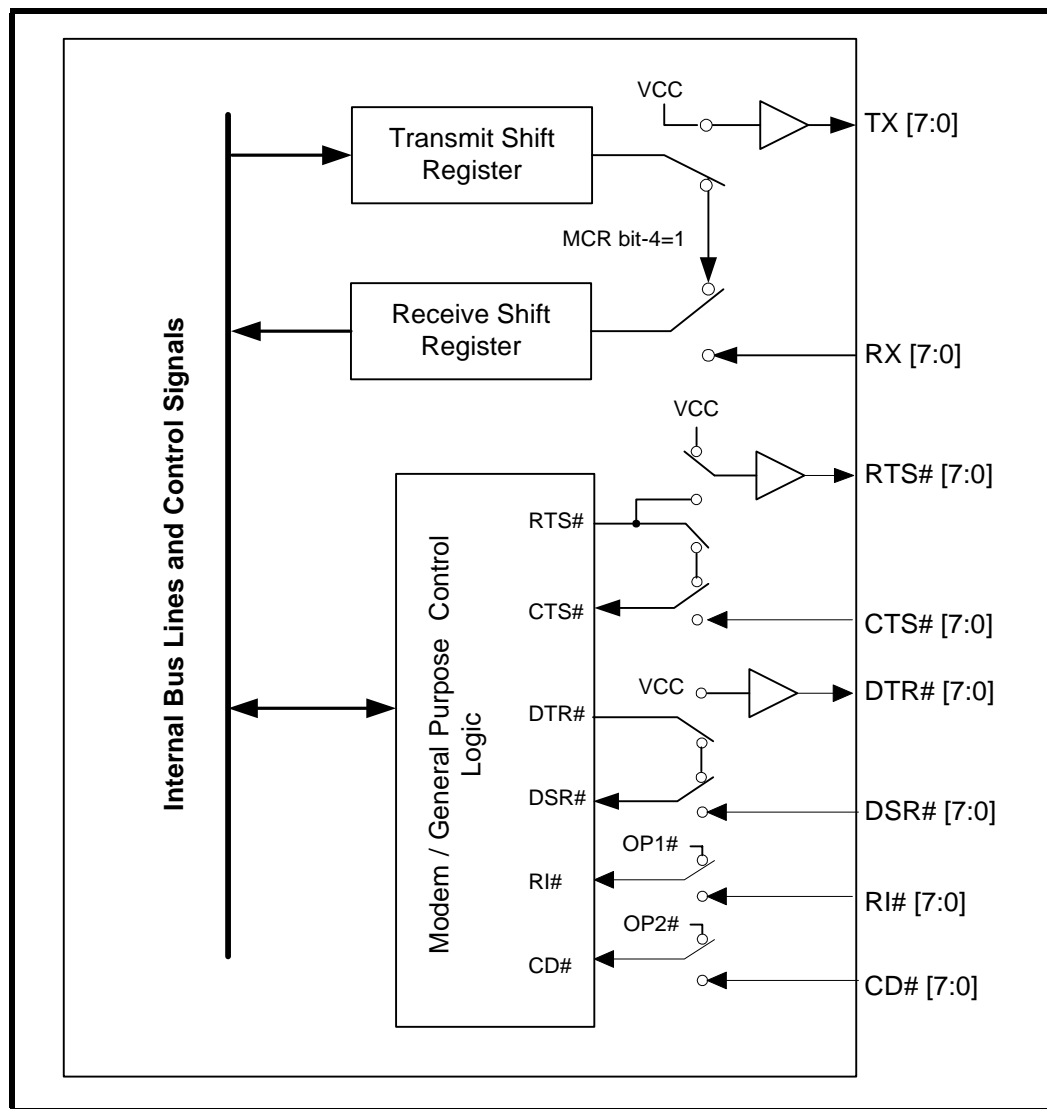 VCC
TX [7:0]
Transmit Shift
Register
MCR bit-4=1
Receive Shift
Register
RX [7:0]
Internal Bus Lines and Control Signals
VCC
RTS# [7:0]
Modem / General Purpose Control
Logic
RTS#
CTS#
CTS# [7:0]
VCC
DTR# [7:0]
DTR#
DSR#
DSR# [7:0]
OP1#
RI#
RI# [7:0]
OP2#
CD#
CD# [7:0]